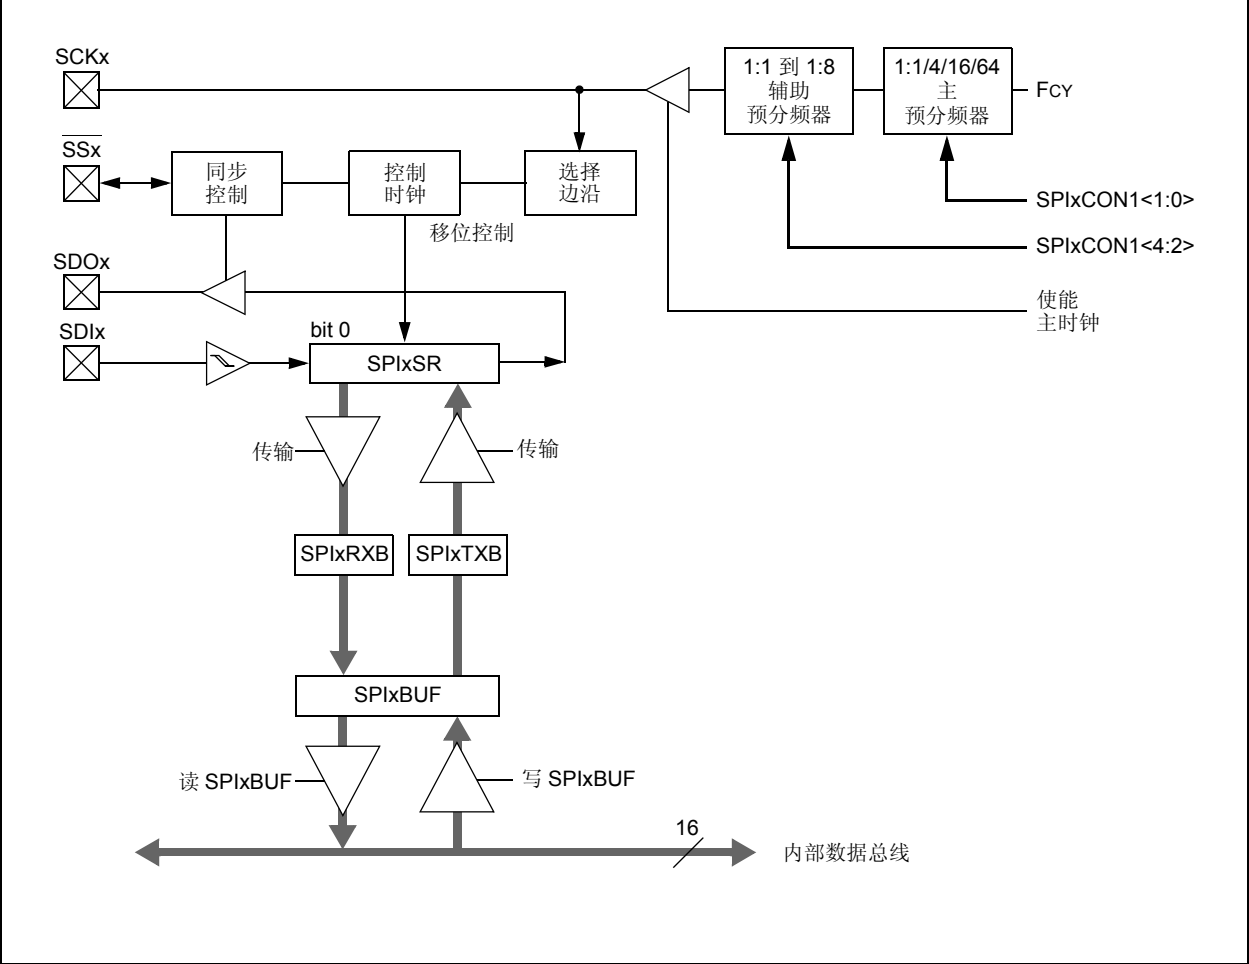 SCKx
1:1 到 1:8
辅助
预分频器
1:1/4/16/64
主
预分频器
FCY
SSx
同步
控制
控制
时钟
选择
边沿
移位控制
SPIxCON1<1:0>
SPIxCON1<4:2>
使能
主时钟
SDOx
SDIx
bit 0
SPIxSR
传输
传输
SPIxRXB
SPIxTXB
SPIxBUF
读 SPIxBUF
写 SPIxBUF
16
内部数据总线